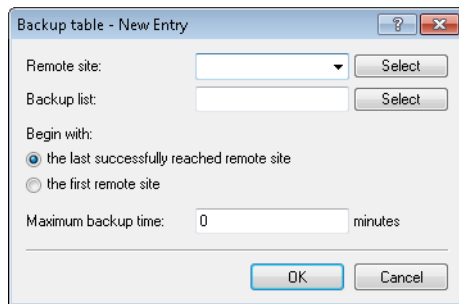 Backup table - New Entry
Remote site: Select
Backup list: Select
Begin with:
the last successfully reached remote site
the first remote site
Maximum backup time: 0 minutes
OK Cancel